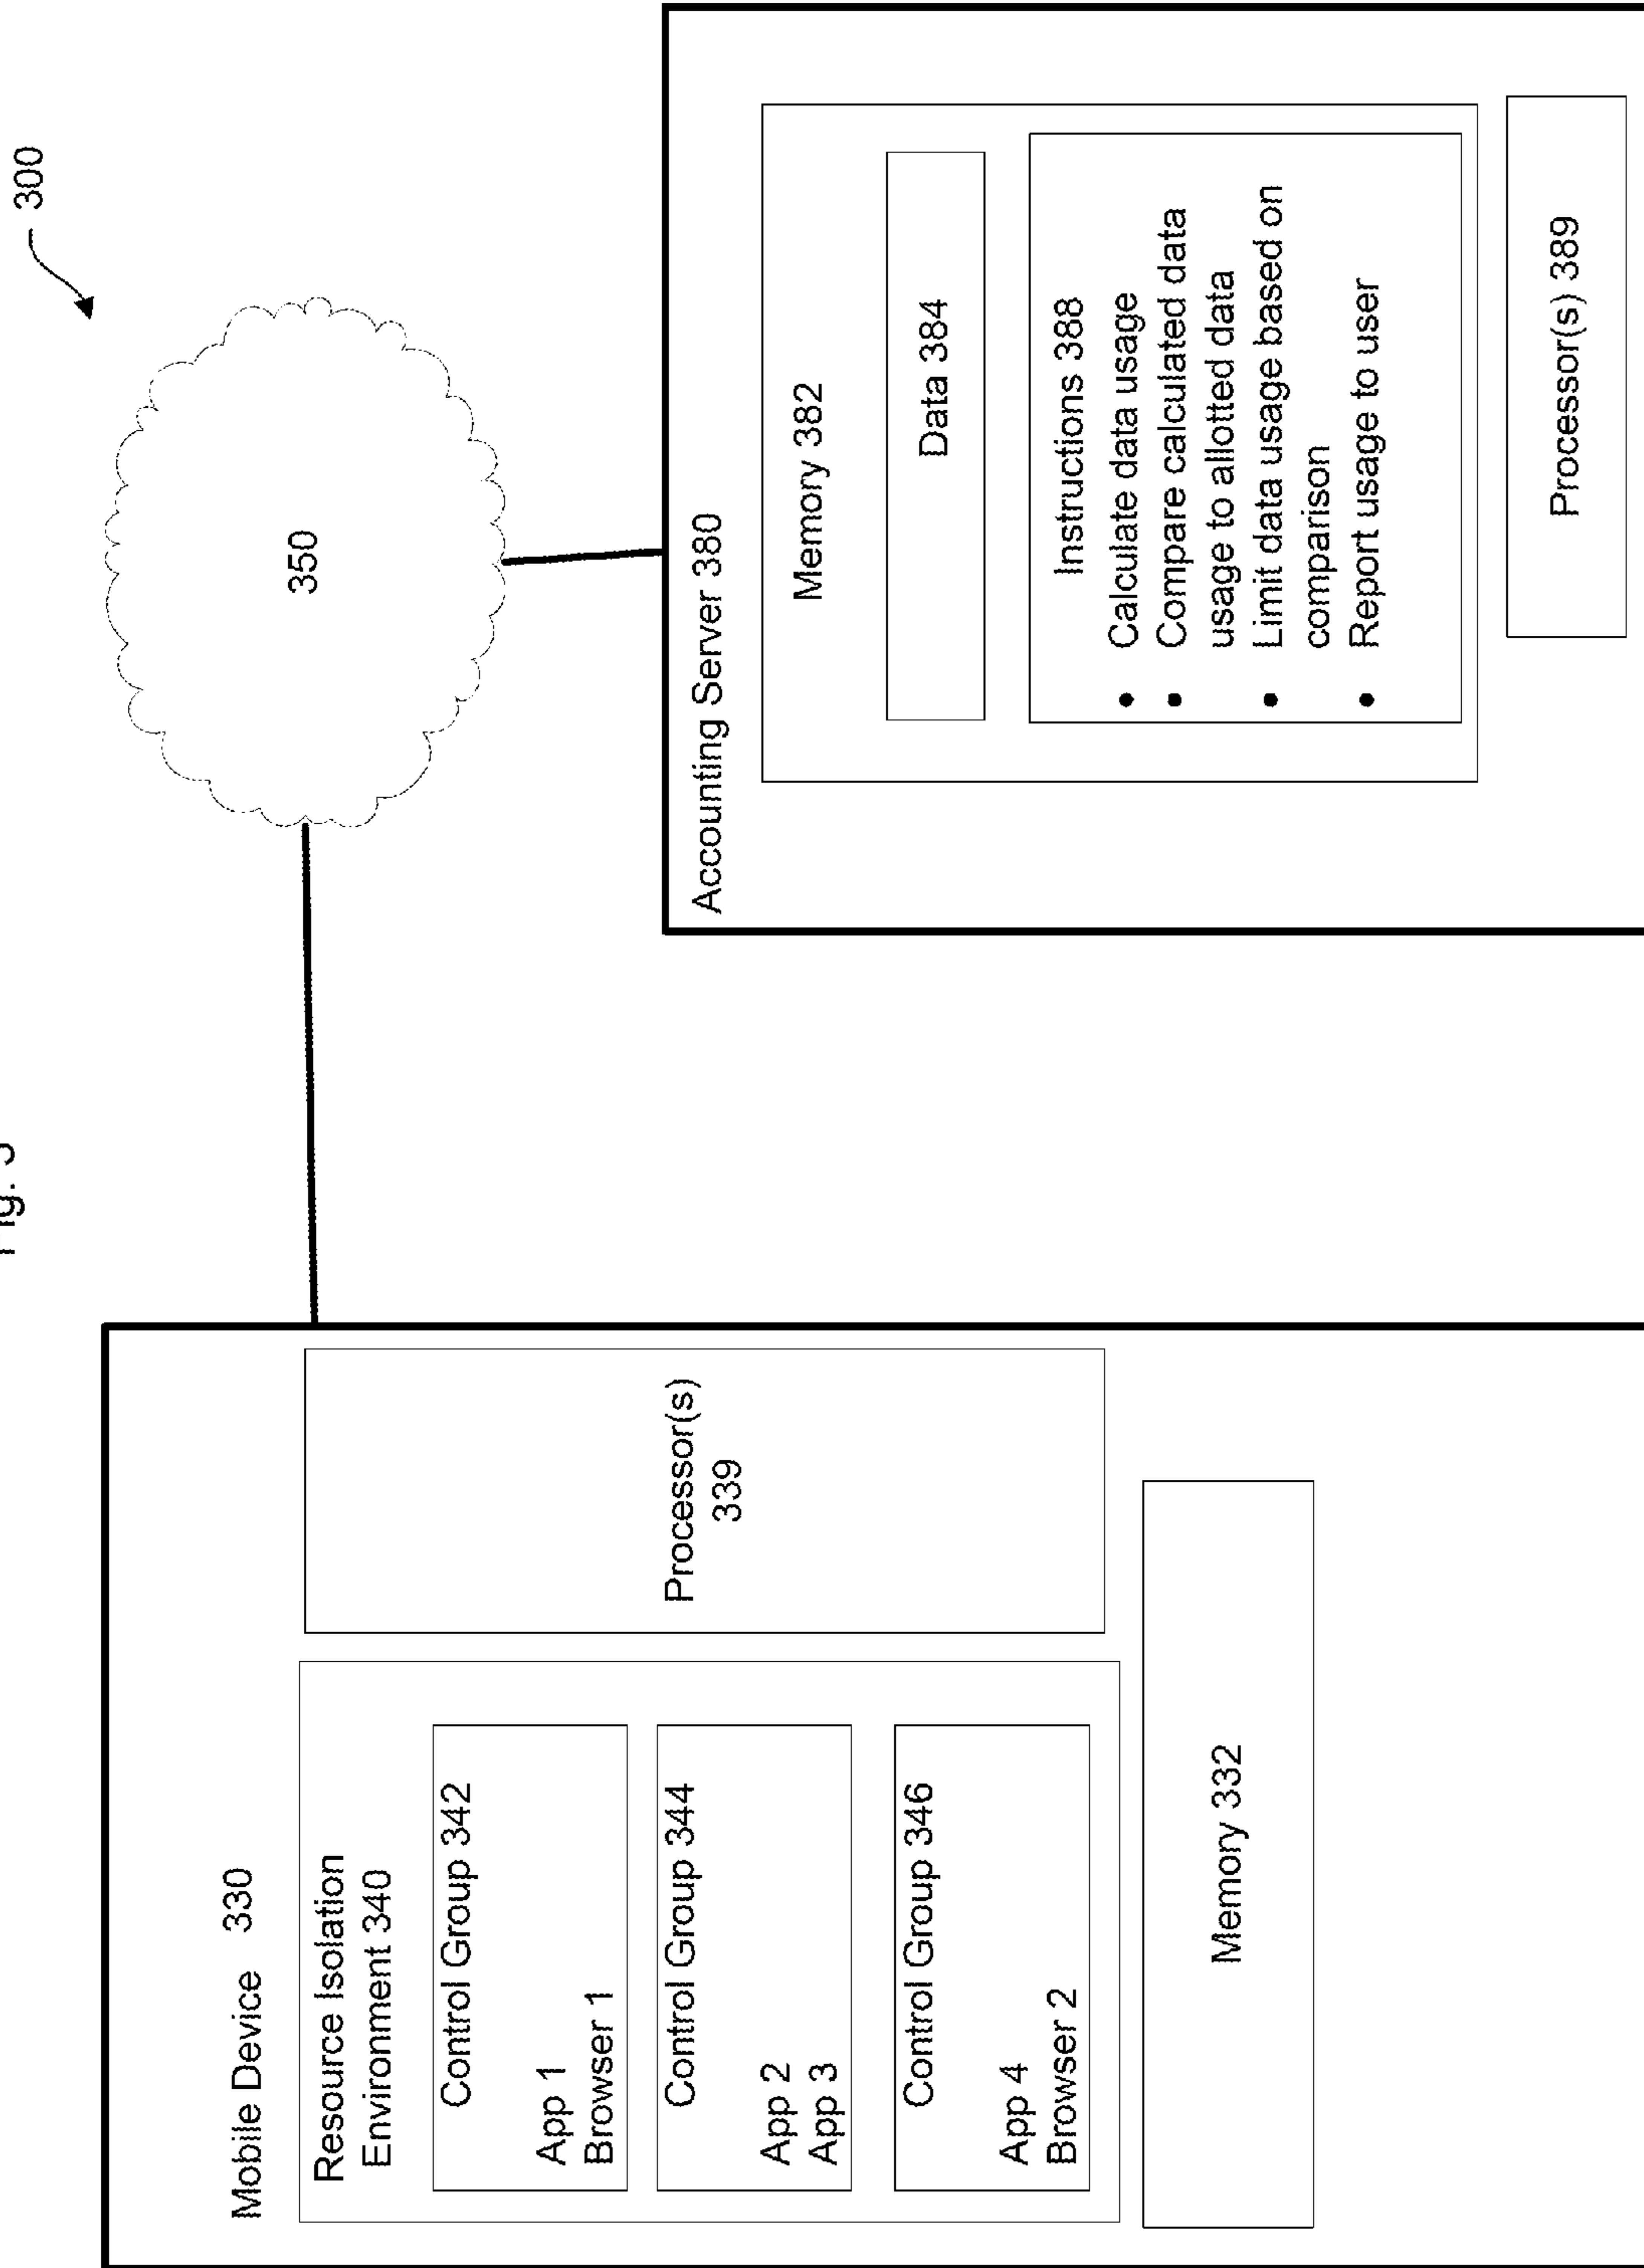 Fig. 3
300
350
Mobile Device 330
Resource Isolation
Environment 340
Control Group 342
App 1
Browser 1
Control Group 344
App 2
App 3
Control Group 346
App 4
Browser 2
Processor(s)
339
Memory 332
Accounting Server 380
Memory 382
Data 384
Instructions 388
• Calculate data usage
• Compare calculated data
usage to allotted data
• Limit data usage based on
comparison
• Report usage to user
Processor(s) 389